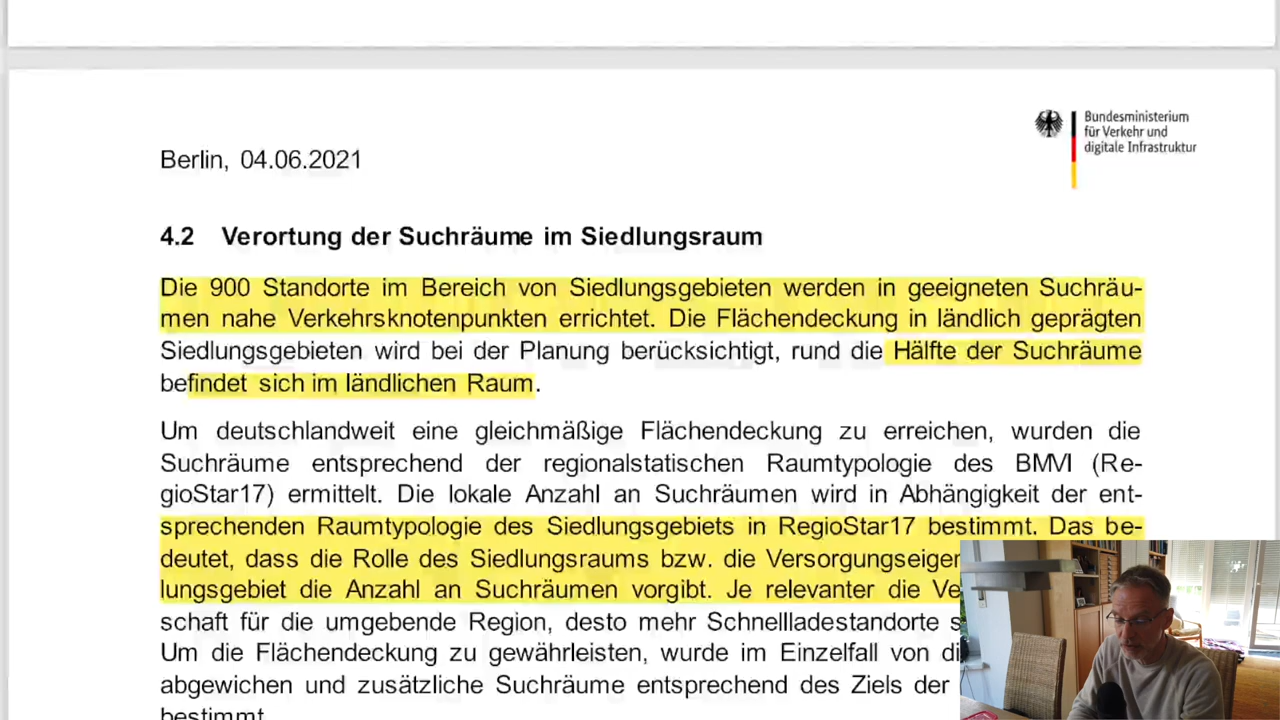 Bundesministerium
für Verkehr und
digitale Infrastruktur
Berlin, 04.06.2021
4.2 Verortung der Suchräume im Siedlungsraum
Die 900 Standorte im Bereich von Siedlungsgebieten werden in geeigneten Suchräu-
men nahe Verkehrsknotenpunkten errichtet. Die Flächendeckung in ländlich geprägten
Siedlungsgebieten wird bei der Planung berücksichtigt, rund die Hälfte der Suchräume
befindet sich im ländlichen Raum.
Um deutschlandweit eine gleichmäßige Flächendeckung zu erreichen, wurden die
Suchräume entsprechend der regionalstatischen Raumtypologie des BMVI (Re-
gioStar17) ermittelt. Die lokale Anzahl an Suchräumen wird in Abhängigkeit der ent-
sprechenden Raumtypologie des Siedlungsgebiets in RegioStar17 bestimmt. Das be-
deutet, dass die Rolle des Siedlungsraums bzw. die
lungsgebiet die Anzahl an Suchräumen vorgibt. Je relevanter die
schaft für die umgebende Region, desto mehr Schnellladestandorte
Um die Flächendeckung zu gewährleisten, wurde im Einzelfall von
abgewichen und zusätzliche Suchräume entsprechend des Ziels der
bestimmt.